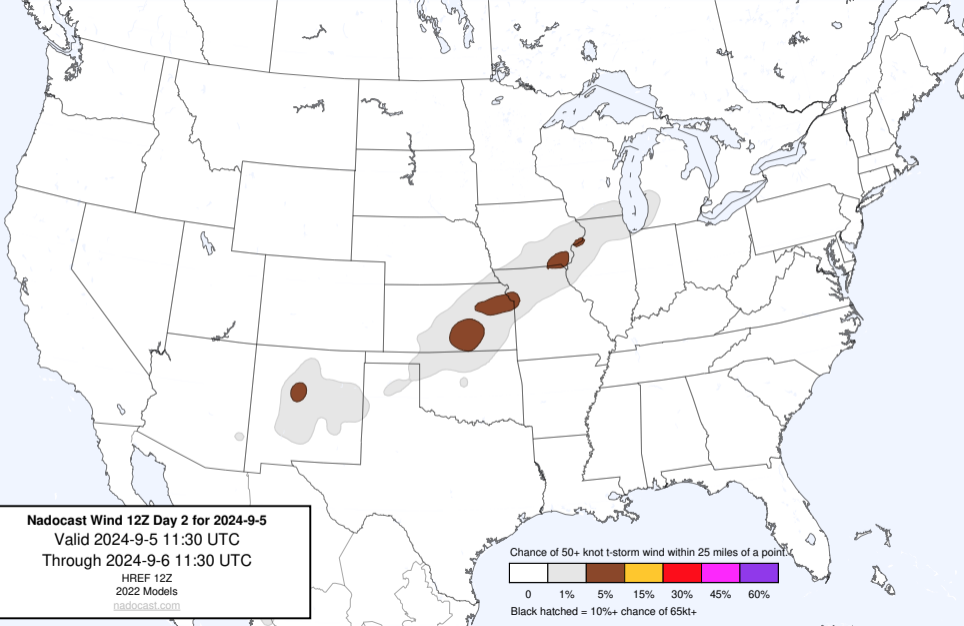 Nadocast Wind 12Z Day 2 for 2024-9-5
Valid 2024-9-5 11:30 UTC
Through 2024-9-6 11:30 UTC
HREF 12Z
2022 Models
nadocast.com
Chance of 50+ knot t-storm wind within 25 miles of a point.
0 1% 5% 15% 30% 45% 60%
Black hatched = 10%+ chance of 65kt+